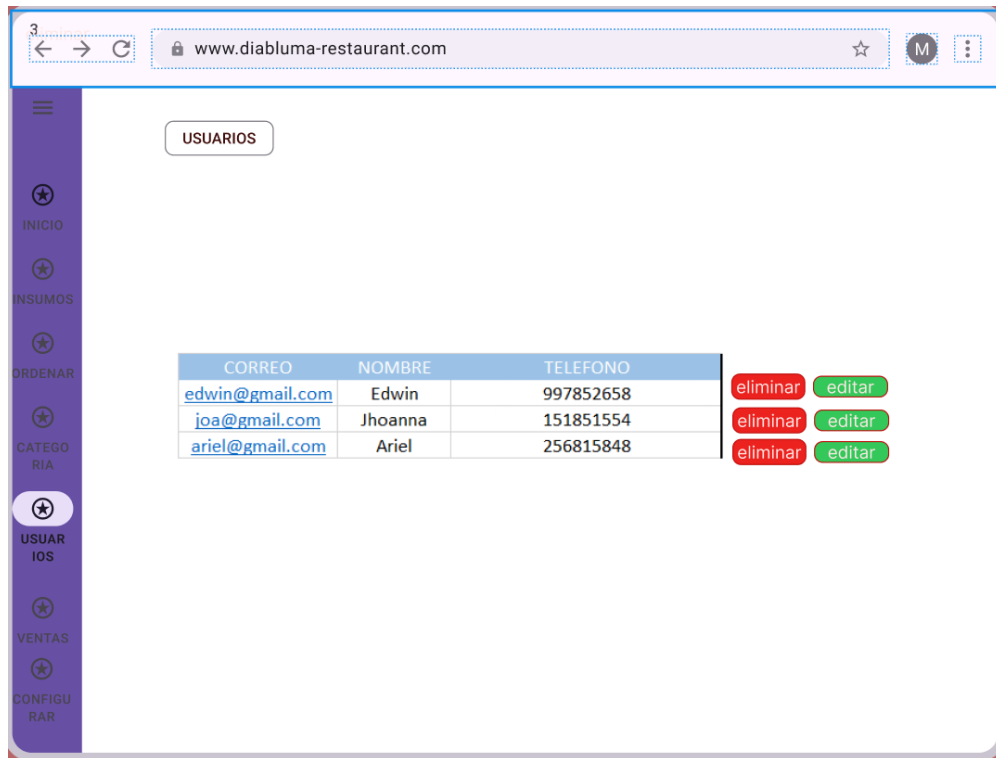 3
www.diabluma-restaurant.com
M
USUARIOS
INICIO
INSUMOS
ORDENAR
CATEGO
RIA
USUAR
IOS
VENTAS
CONFIGU
RAR
CORREO NOMBRE TELEFONO
edwin@gmail.com Edwin 997852658 eliminar editar
joa@gmail.com Jhoanna 151851554 eliminar editar
ariel@gmail.com Ariel 256815848 eliminar editar